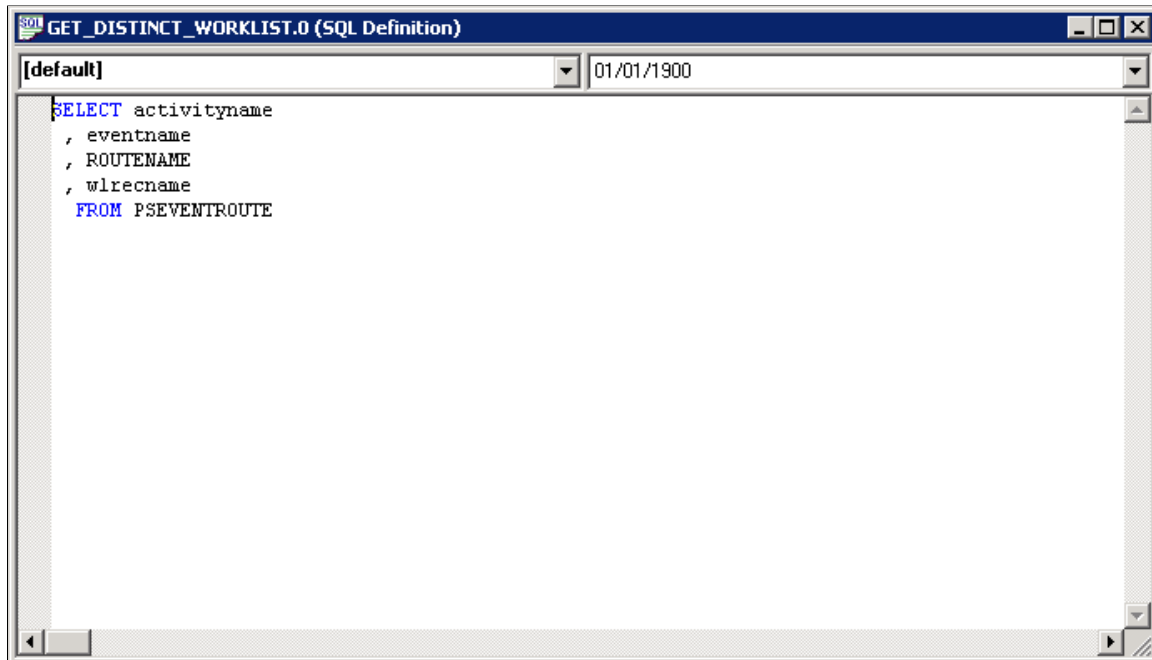 GET_DISTINCT_WORKLIST.0 (SQL Definition)
[default] 01/01/1900
SELECT activityname
, eventname
, ROUTENAME
, wlrecname
FROM PSEVENTROUTE